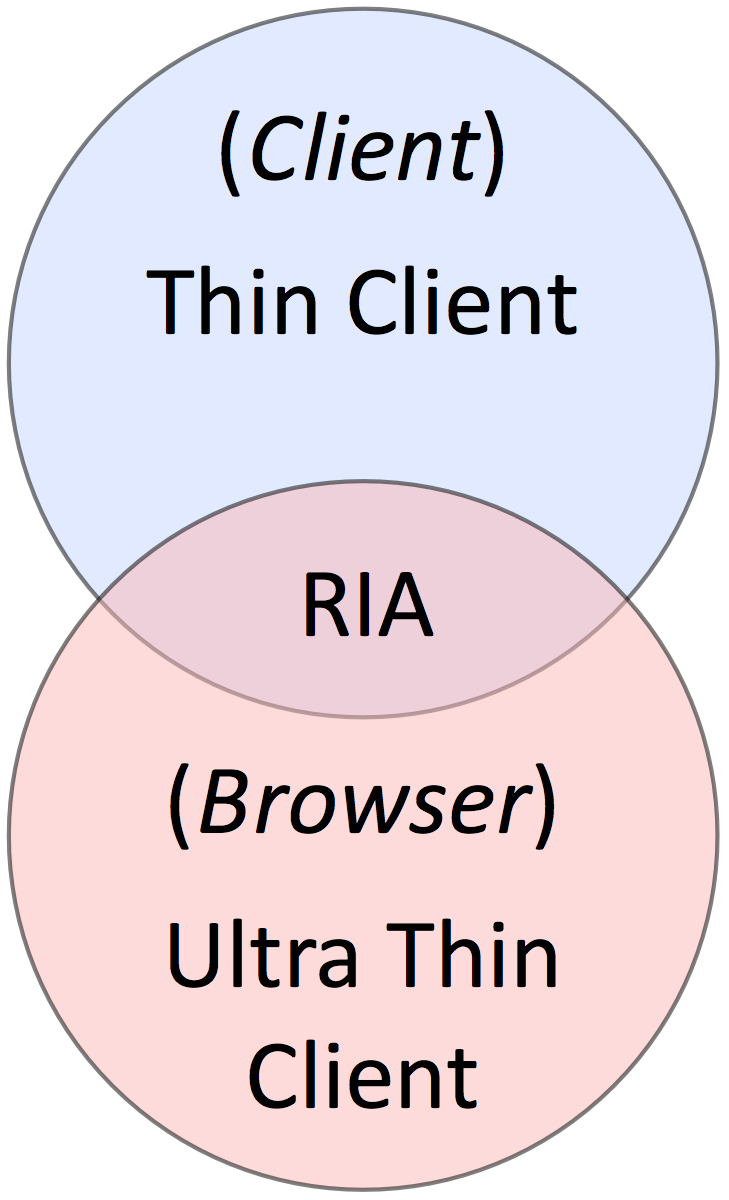 (Client)
Thin Client
RIA
(Browser)
Ultra Thin
Client